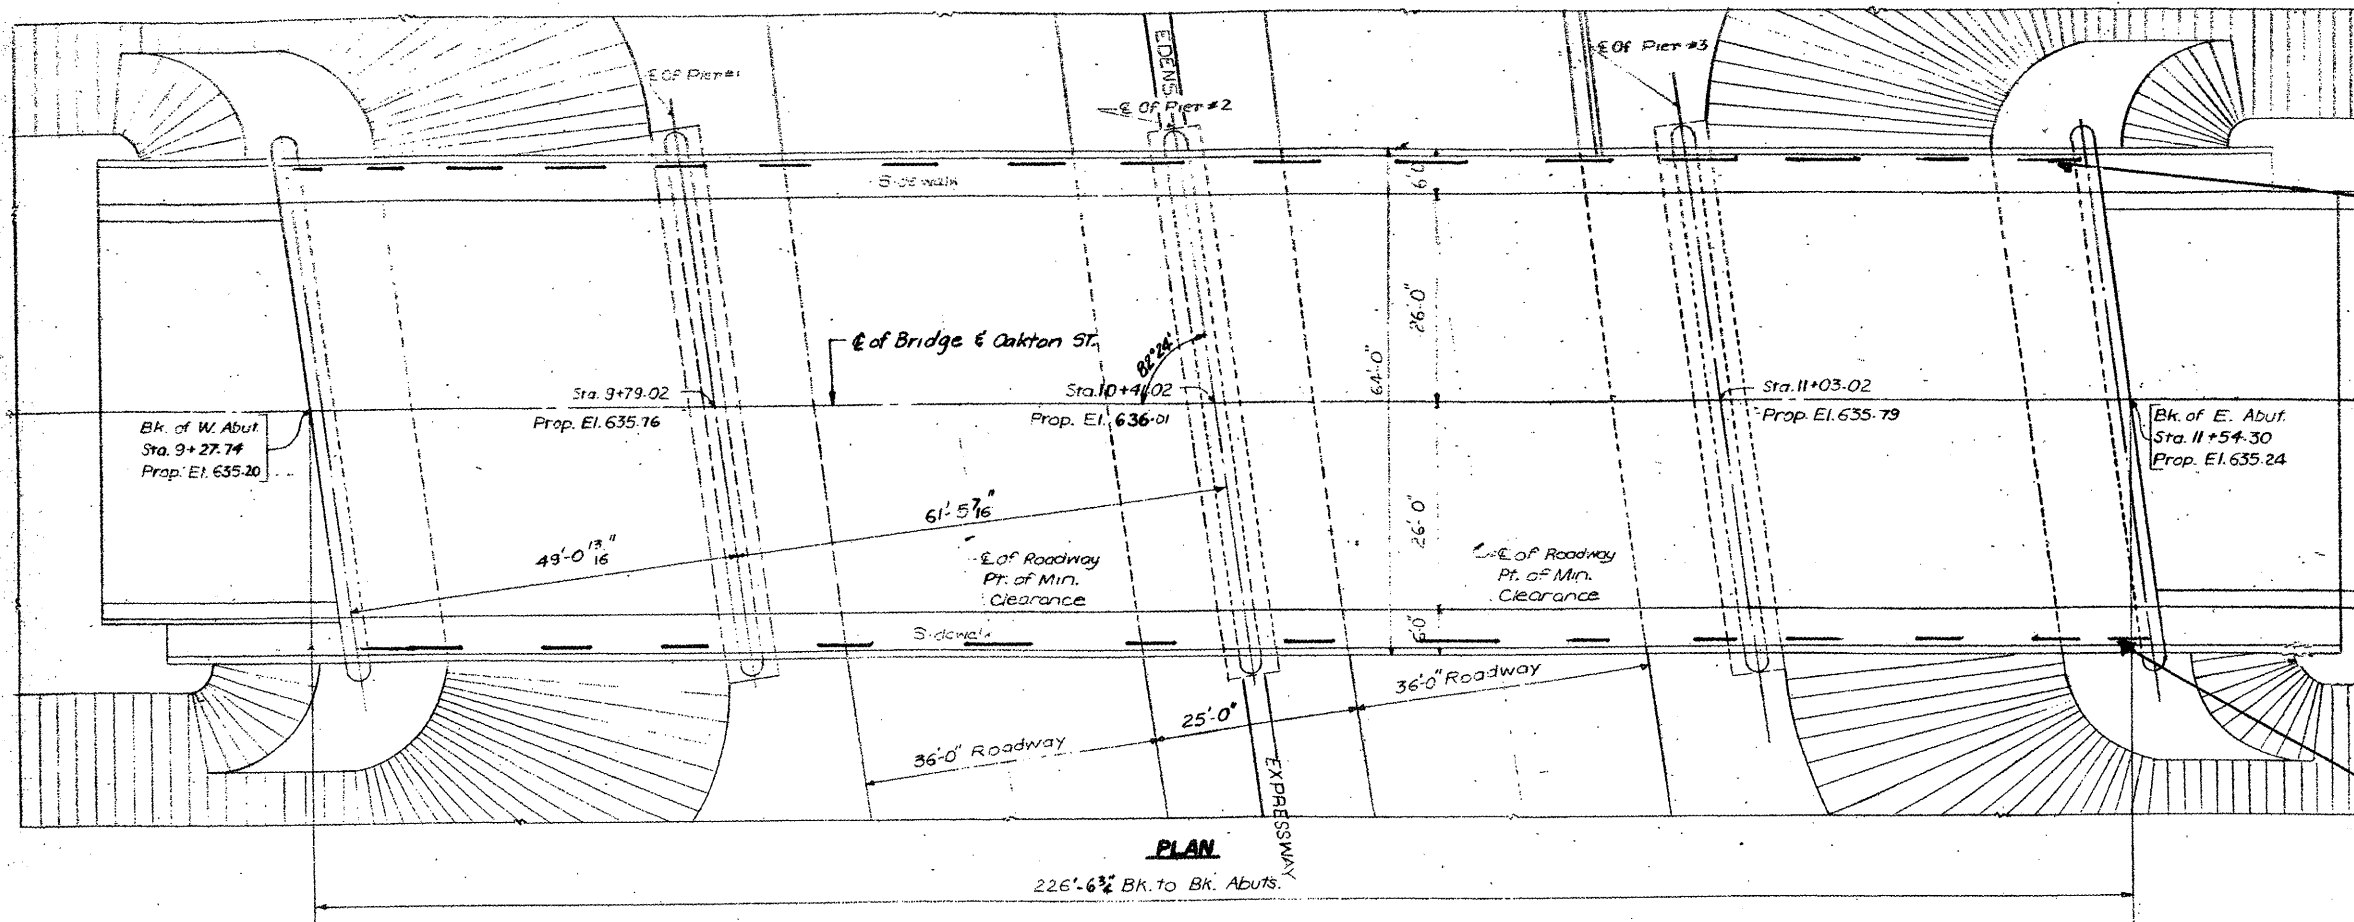 EDENS
℄ Of Pier #1
℄ Of Pier #2
℄ Of Pier #3
Sidewalk
6'-0"
26'-0"
64'-0"
℄ of Bridge & Oakton ST.
82°24'
Sta. 9+79.02
Prop. El. 635.76
Sta. 10+41.02
Prop. El. 636.01
Sta. 11+03.02
Prop. El. 635.79
Bk. of W. Abut.
Sta. 9+27.74
Prop. El. 635.20
Bk. of E. Abut.
Sta. 11+54.30
Prop. El. 635.24
61'-5 7/16"
49'-0 13/16"
26'-0"
℄ of Roadway
Pt. of Min.
Clearance
℄ of Roadway
Pt. of Min.
Clearance
Sidewalk
6'-0"
36'-0" Roadway
25'-0"
36'-0" Roadway
EXPRESSWAY
PLAN
226'-6 3/4" Bk. to Bk. Abuts.